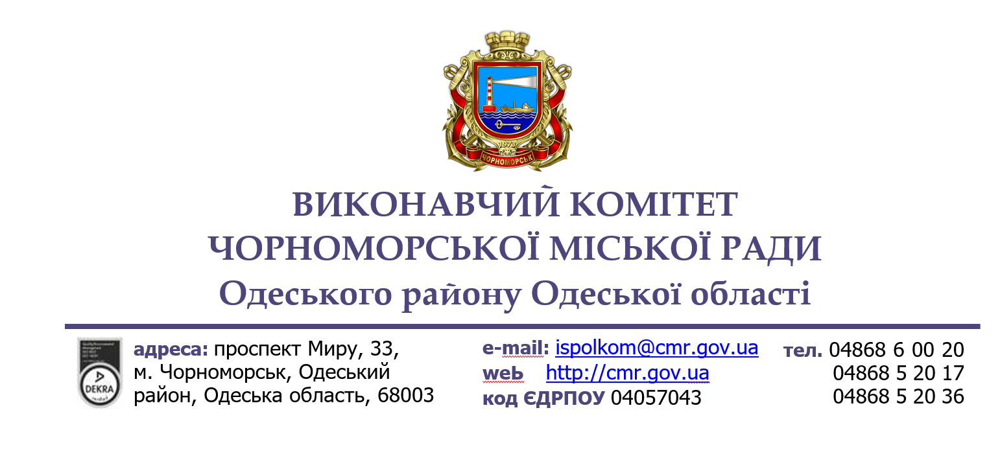 1973
ЧОРНОМОРСЬК
ВИКОНАВЧИЙ КОМІТЕТ
ЧОРНОМОРСЬКОЇ МІСЬКОЇ РАДИ
Одеського району Одеської області
DEKRA
адреса: проспект Миру, 33,
м. Чорноморськ, Одеський
район, Одеська область, 68003
e-mail: ispolkom@cmr.gov.ua
web http://cmr.gov.ua
код ЄДРПОУ 04057043
тел. 04868 6 00 20
04868 5 20 17
04868 5 20 36